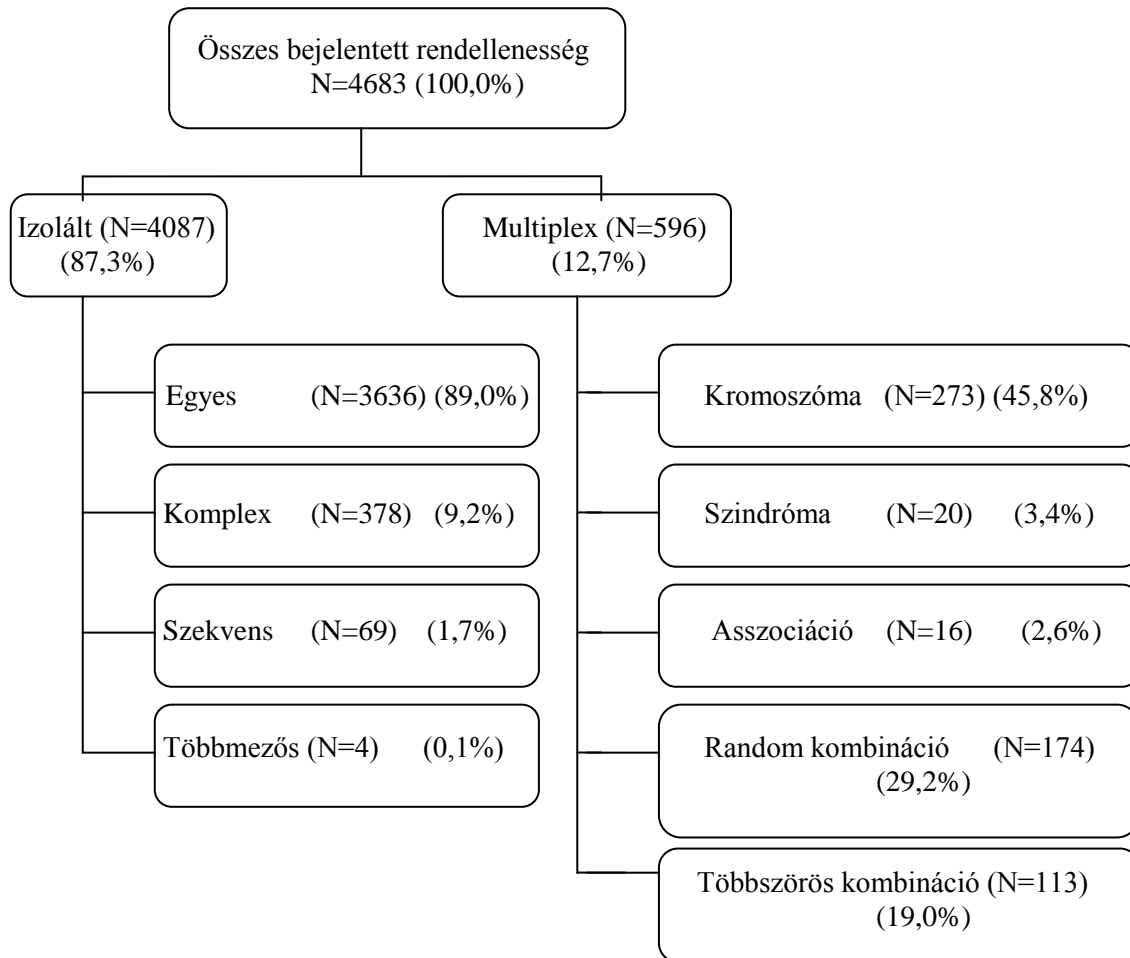 Összes bejelentett rendellenesség
N=4683 (100,0%)
Izolált (N=4087)
(87,3%)
Multiplex (N=596)
(12,7%)
Egyes (N=3636) (89,0%)
Komplex (N=378) (9,2%)
Szekvens (N=69) (1,7%)
Többmezős (N=4) (0,1%)
Kromoszóma (N=273) (45,8%)
Szindróma (N=20) (3,4%)
Asszociáció (N=16) (2,6%)
Random kombináció (N=174)
(29,2%)
Többszörös kombináció (N=113)
(19,0%)